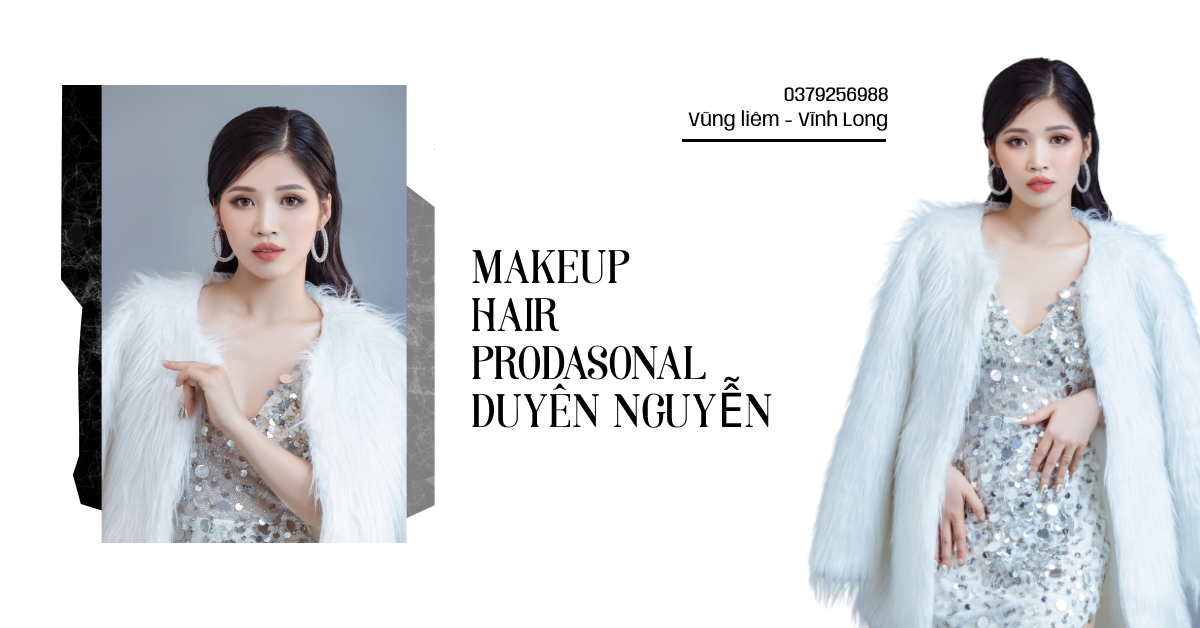 0379256988
Vũng liêm - Vĩnh Long
MAKEUP
HAIR
PRODASONAL
DUYÊN NGUYỄN